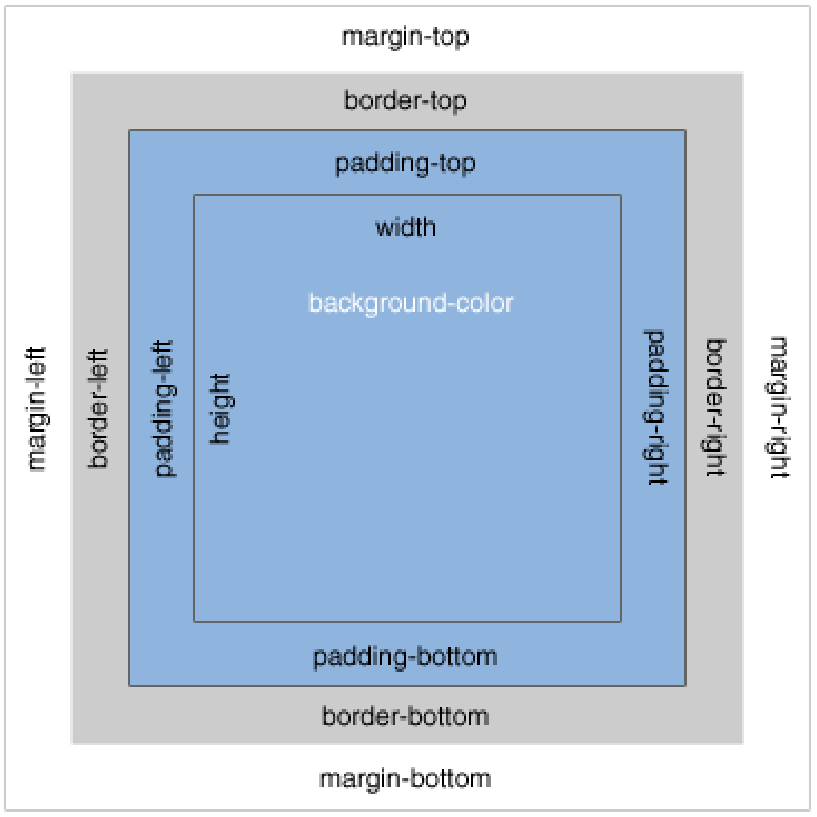 margin-top
border-top
padding-top
width
background-color
margin-left
border-left
padding-left
height
padding-right
border-right
margin-right
padding-bottom
border-bottom
margin-bottom